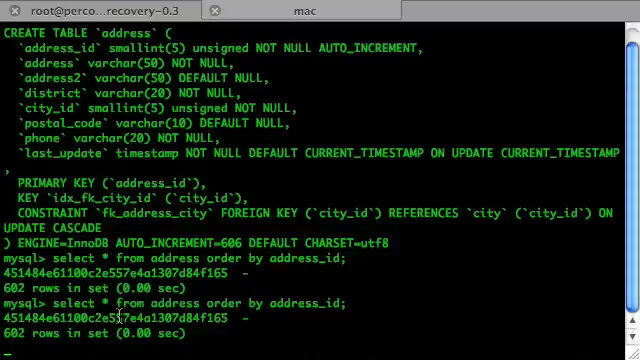 root@perco...recovery-0.3
mac
CREATE TABLE `address` (
`address_id` smallint(5) unsigned NOT NULL AUTO_INCREMENT,
`address` varchar(50) NOT NULL,
`address2` varchar(50) DEFAULT NULL,
`district` varchar(20) NOT NULL,
`city_id` smallint(5) unsigned NOT NULL,
`postal_code` varchar(10) DEFAULT NULL,
`phone` varchar(20) NOT NULL,
`last_update` timestamp NOT NULL DEFAULT CURRENT_TIMESTAMP ON UPDATE CURRENT_TIMESTAMP
,
PRIMARY KEY (`address_id`),
KEY `idx_fk_city_id` (`city_id`),
CONSTRAINT `fk_address_city` FOREIGN KEY (`city_id`) REFERENCES `city` (`city_id`) ON
UPDATE CASCADE
) ENGINE=InnoDB AUTO_INCREMENT=606 DEFAULT CHARSET=utf8
mysql> select * from address order by address_id;
451484e61100c2e557e4a1307d84f165 -
602 rows in set (0.00 sec)
mysql> select * from address order by address_id;
451484e61100c2e557e4a1307d84f165 -
602 rows in set (0.00 sec)